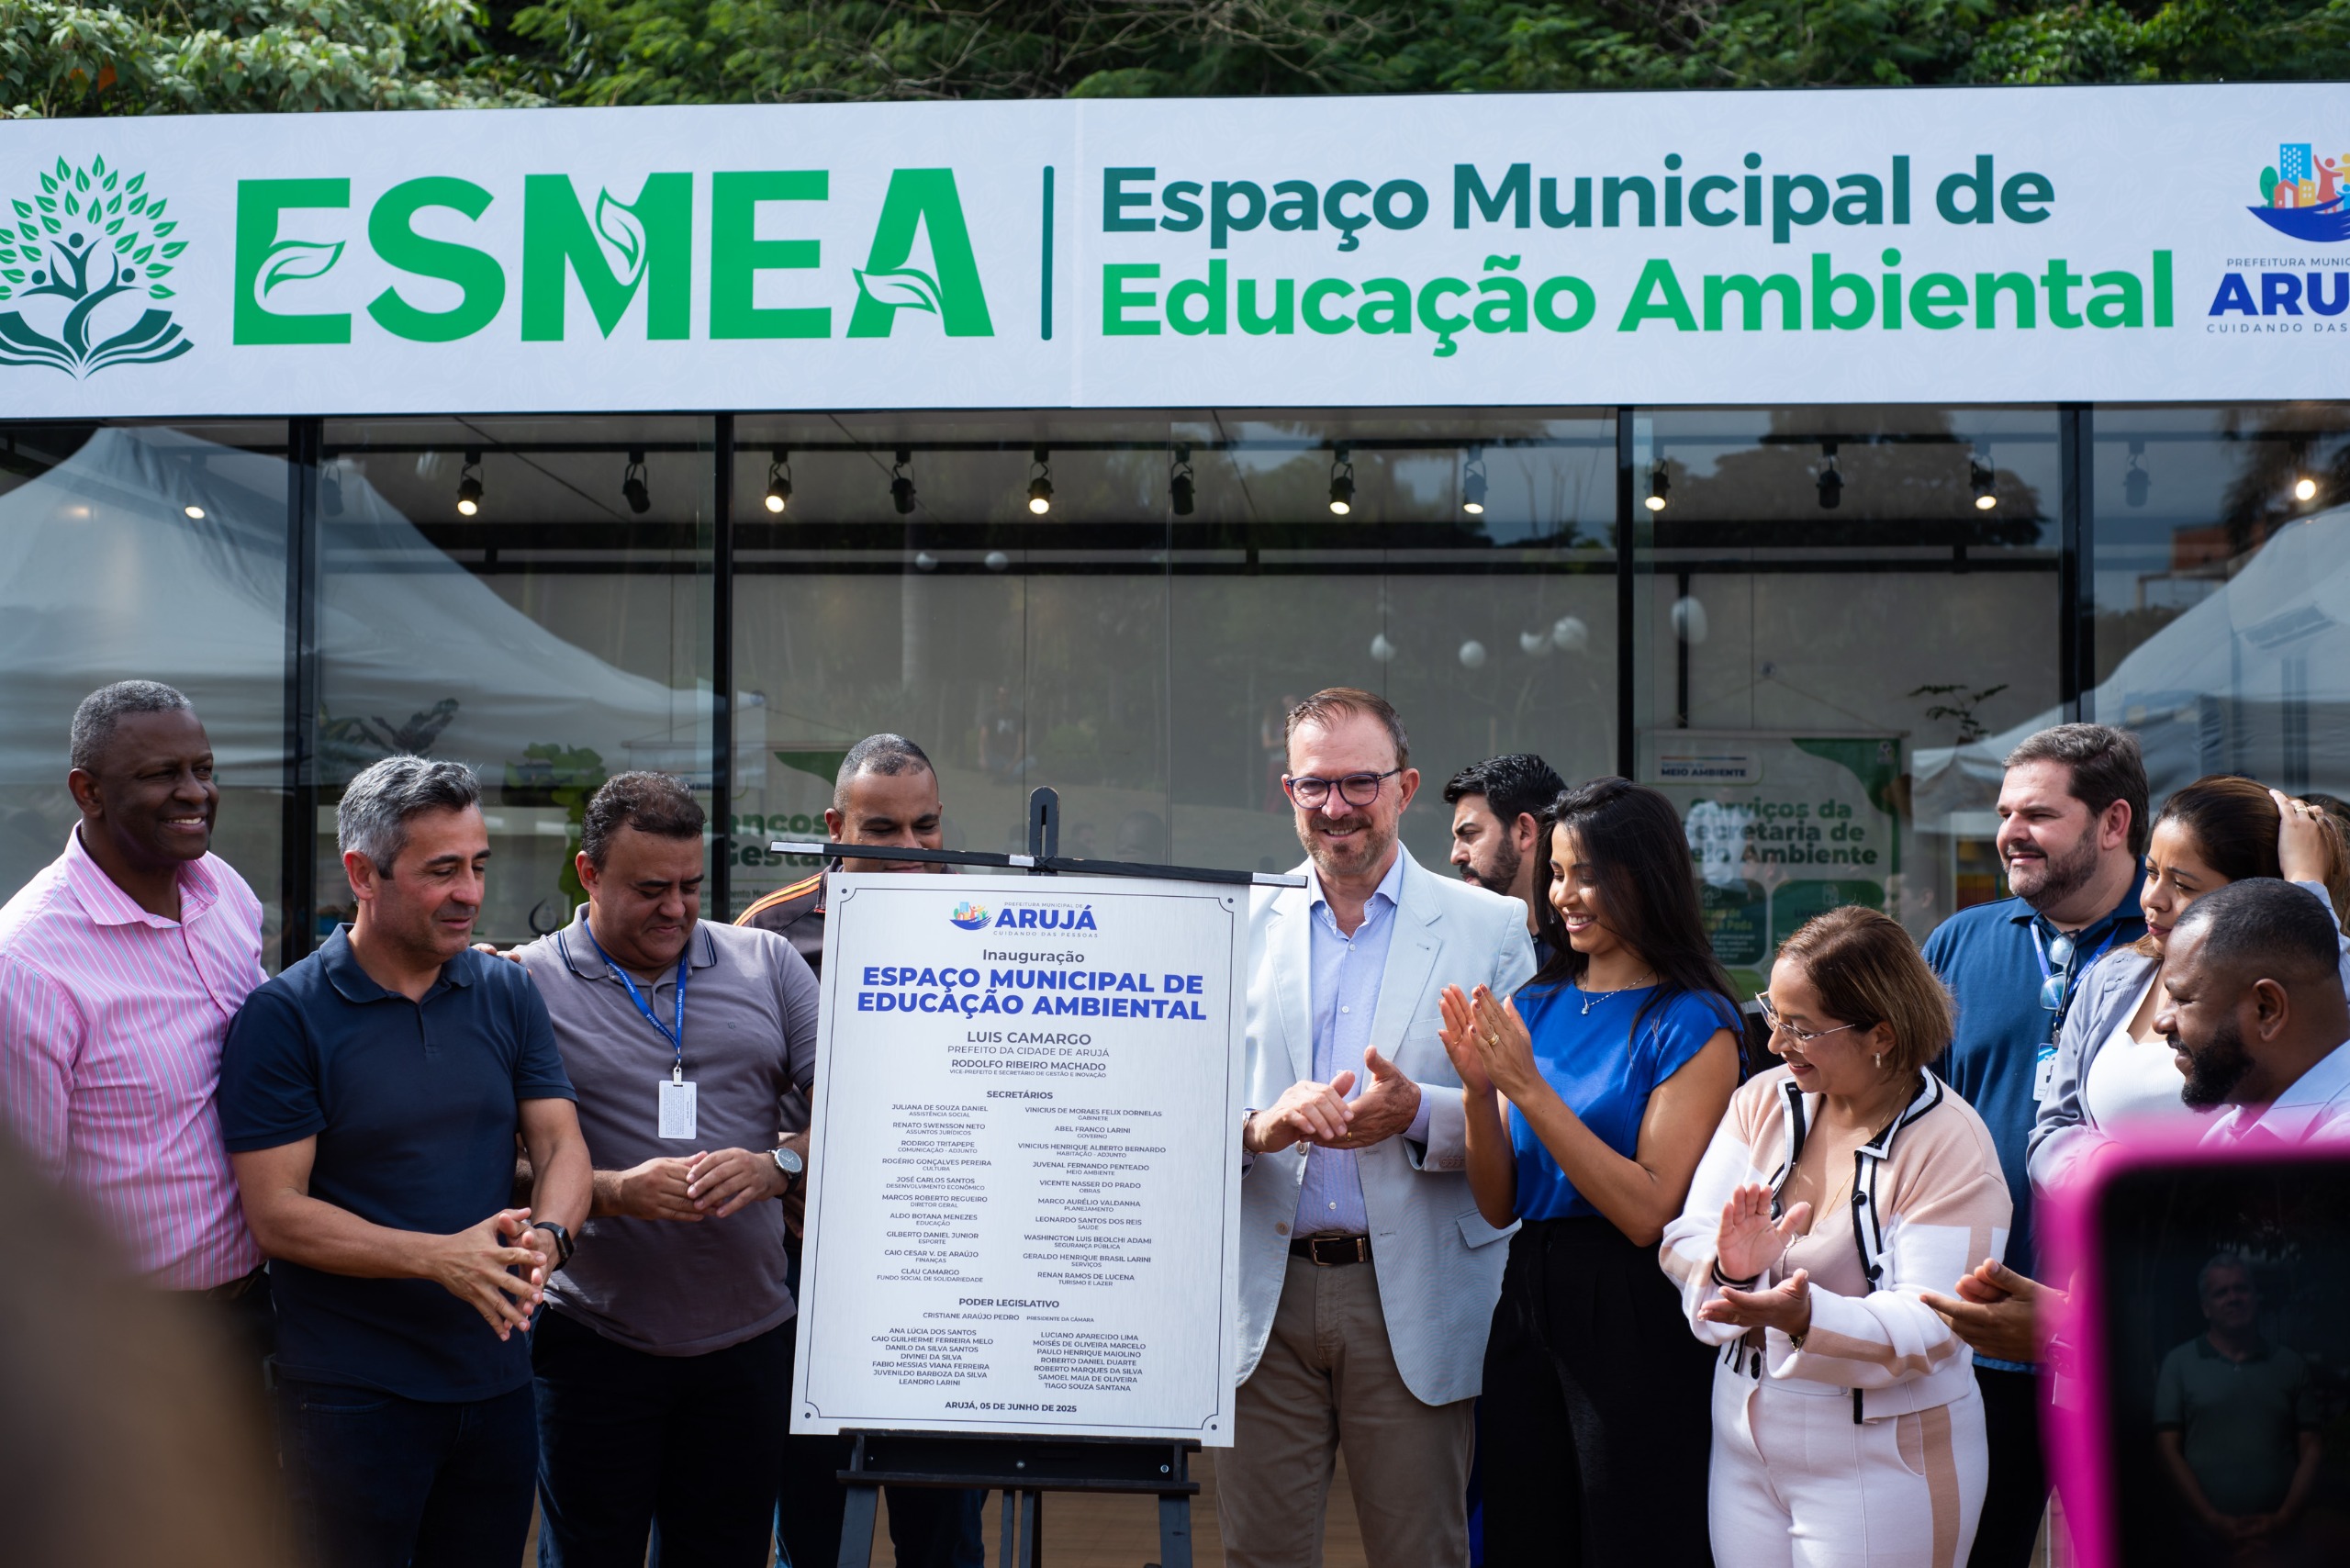 ESMEA
Espaço Municipal de
Educação Ambiental
PREFEITURA MUNIC
ARU
CUIDANDO DAS
MEIO AMBIENTE
Serviços da
Secretaria de
Meio Ambiente
PREFEITURA MUNICIPAL DE
ARUJÁ
CUIDANDO DAS PESSOAS
Inauguração
ESPAÇO MUNICIPAL DE
EDUCAÇÃO AMBIENTAL
LUIS CAMARGO
PREFEITO DA CIDADE DE ARUJÁ
RODOLFO RIBEIRO MACHADO
VICE-PREFEITO E SECRETÁRIO DE GESTÃO E INOVAÇÃO
SECRETÁRIOS
JULIANA DE SOUZA DANIEL
ASSISTÊNCIA SOCIAL
RENATO SWENSSON NETO
ASSUNTOS JURÍDICOS
RODRIGO TRITAPEPE
COMUNICAÇÃO - ADJUNTO
ROGÉRIO GONÇALVES PEREIRA
CULTURA
JOSÉ CARLOS SANTOS
DESENVOLVIMENTO ECONÔMICO
MARCOS ROBERTO REGUEIRO
DIRETOR GERAL
ALDO BOTANA MENEZES
EDUCAÇÃO
GILBERTO DANIEL JUNIOR
ESPORTE
CAIO CESAR V. DE ARAÚJO
FINANÇAS
CLAU CAMARGO
FUNDO SOCIAL DE SOLIDARIEDADE
VINICIUS DE MORAES FELIX DORNELAS
GABINETE
ABEL FRANCO LARINI
GOVERNO
VINICIUS HENRIQUE ALBERTO BERNARDO
HABITAÇÃO - ADJUNTO
JUVENAL FERNANDO PENTEADO
MEIO AMBIENTE
VICENTE NASSER DO PRADO
OBRAS
MARCO AURÉLIO VALDANHA
PLANEJAMENTO
LEONARDO SANTOS DOS REIS
SAÚDE
WASHINGTON LUIS BEOLCHI ADAMI
SEGURANÇA PÚBLICA
GERALDO HENRIQUE BRASIL LARINI
SERVIÇOS
RENAN RAMOS DE LUCENA
TURISMO E LAZER
PODER LEGISLATIVO
CRISTIANE ARAÚJO PEDRO PRESIDENTE DA CÂMARA
ANA LÚCIA DOS SANTOS
CAIO GUILHERME FERREIRA MELO
DANILO DA SILVA SANTOS
DIVINEI DA SILVA
FABIO MESSIAS VIANA FERREIRA
JUVENILDO BARBOZA DA SILVA
LEANDRO LARINI
LUCIANO APARECIDO LIMA
MOISÉS DE OLIVEIRA MARCELO
PAULO HENRIQUE MAIOLINO
ROBERTO DANIEL DUARTE
ROBERTO MARQUES DA SILVA
SAMOEL MAIA DE OLIVEIRA
TIAGO SOUZA SANTANA
ARUJÁ, 05 DE JUNHO DE 2025